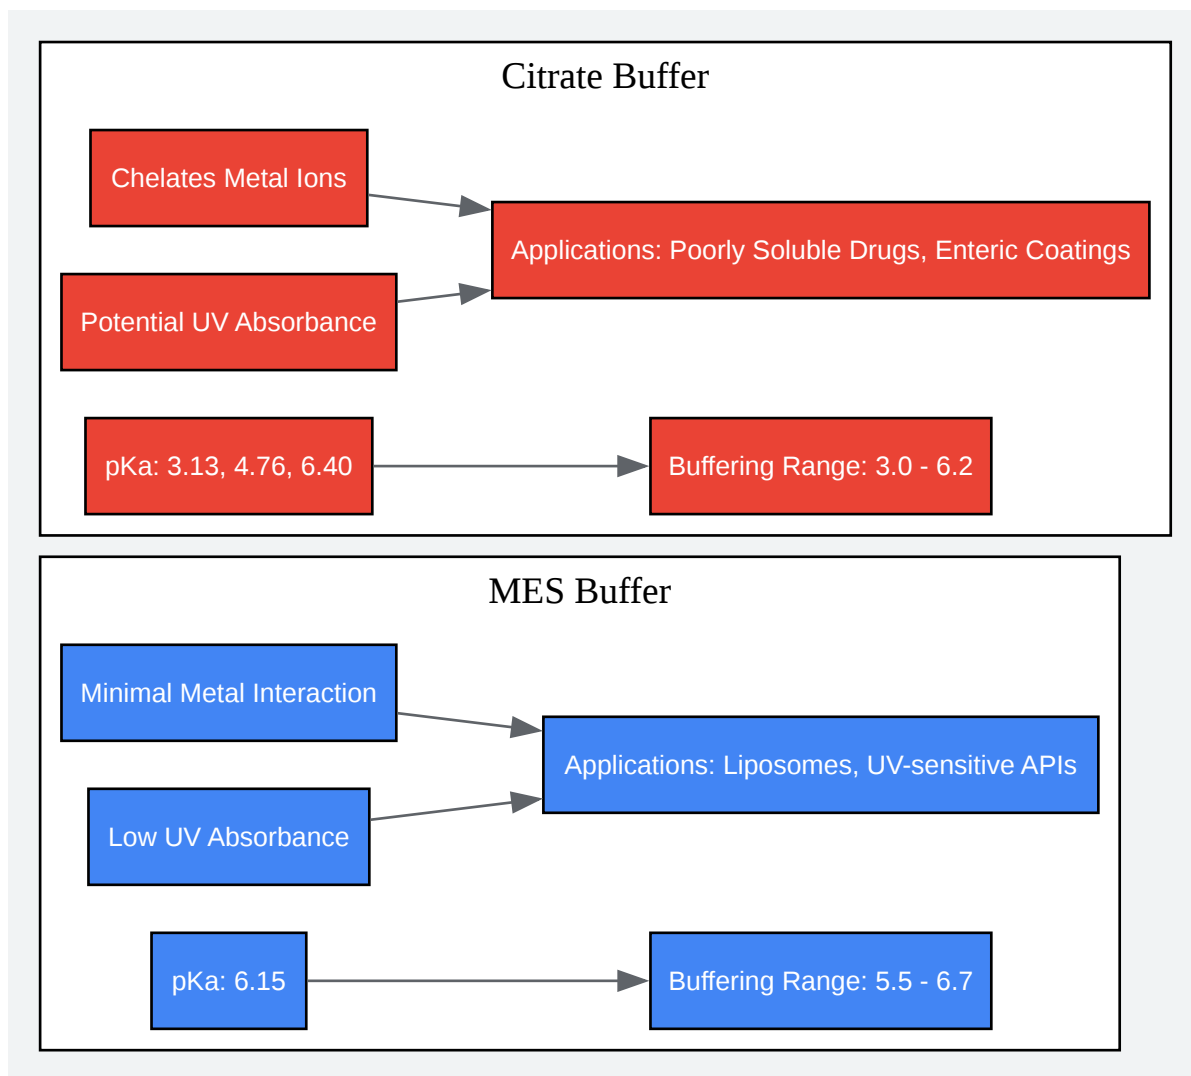 Citrate Buffer
Chelates Metal Ions
Applications: Poorly Soluble Drugs, Enteric Coatings
Potential UV Absorbance
pKa: 3.13, 4.76, 6.40
Buffering Range: 3.0 - 6.2
MES Buffer
Minimal Metal Interaction
Applications: Liposomes, UV-sensitive APIs
Low UV Absorbance
pKa: 6.15
Buffering Range: 5.5 - 6.7